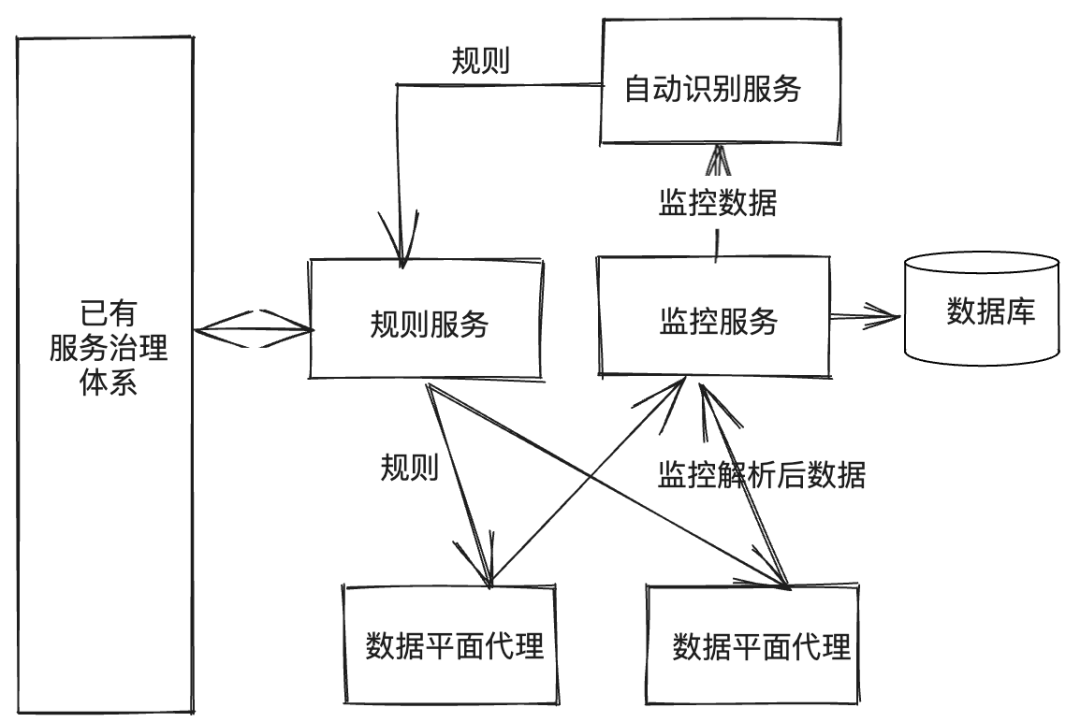 规则
自动识别服务
监控数据
已有
服务治理
体系
规则服务
监控服务
数据库
规则
监控解析后数据
数据平面代理
数据平面代理